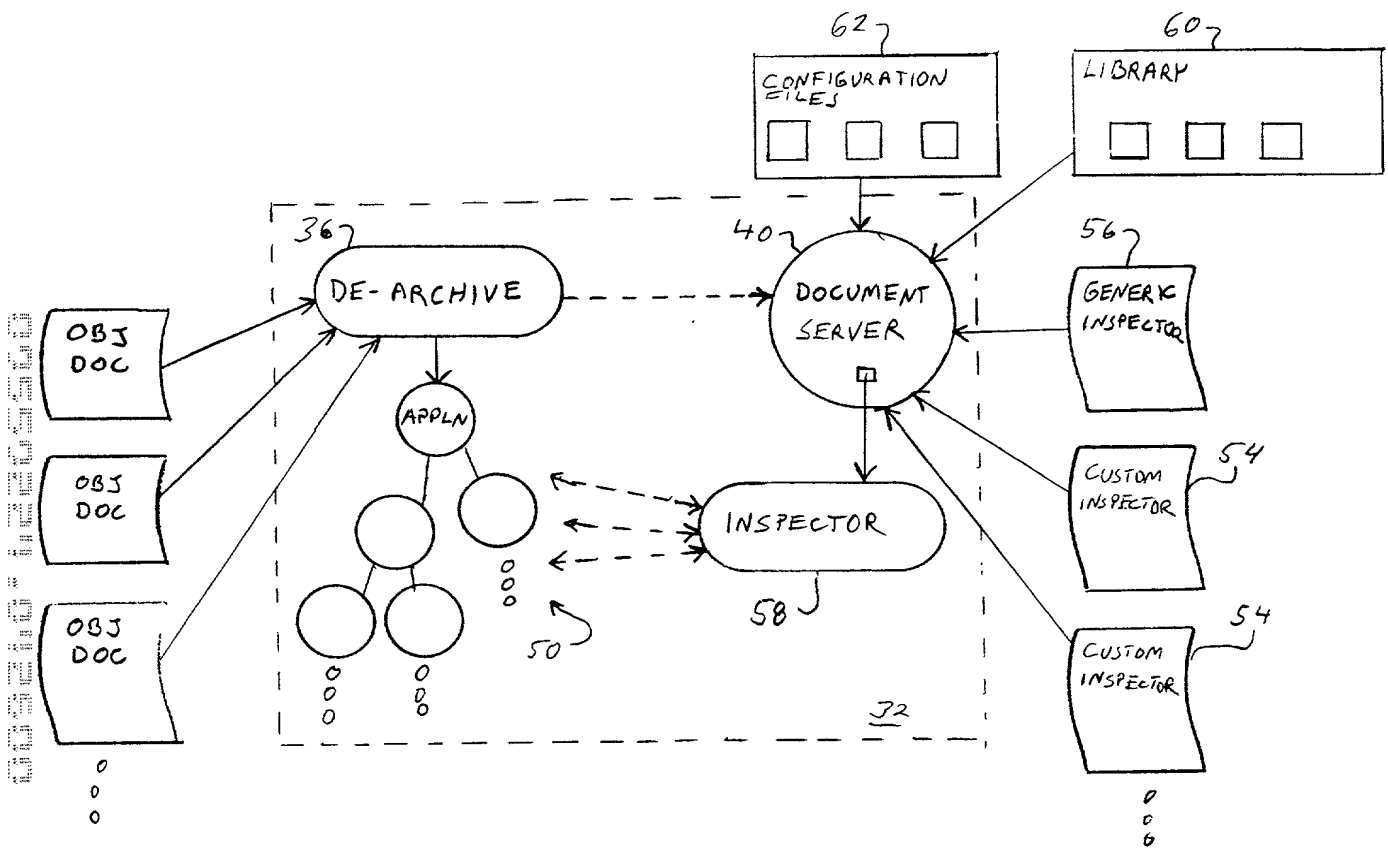 62
60
CONFIGURATION
FILES
LIBRARY
36
DE-ARCHIVE
40
DOCUMENT
SERVER
56
GENERIC
INSPECTOR
OBJ
DOC
APPLN
OBJ
DOC
INSPECTOR
CUSTOM
INSPECTOR
54
58
50
OBJ
DOC
CUSTOM
INSPECTOR
54
32